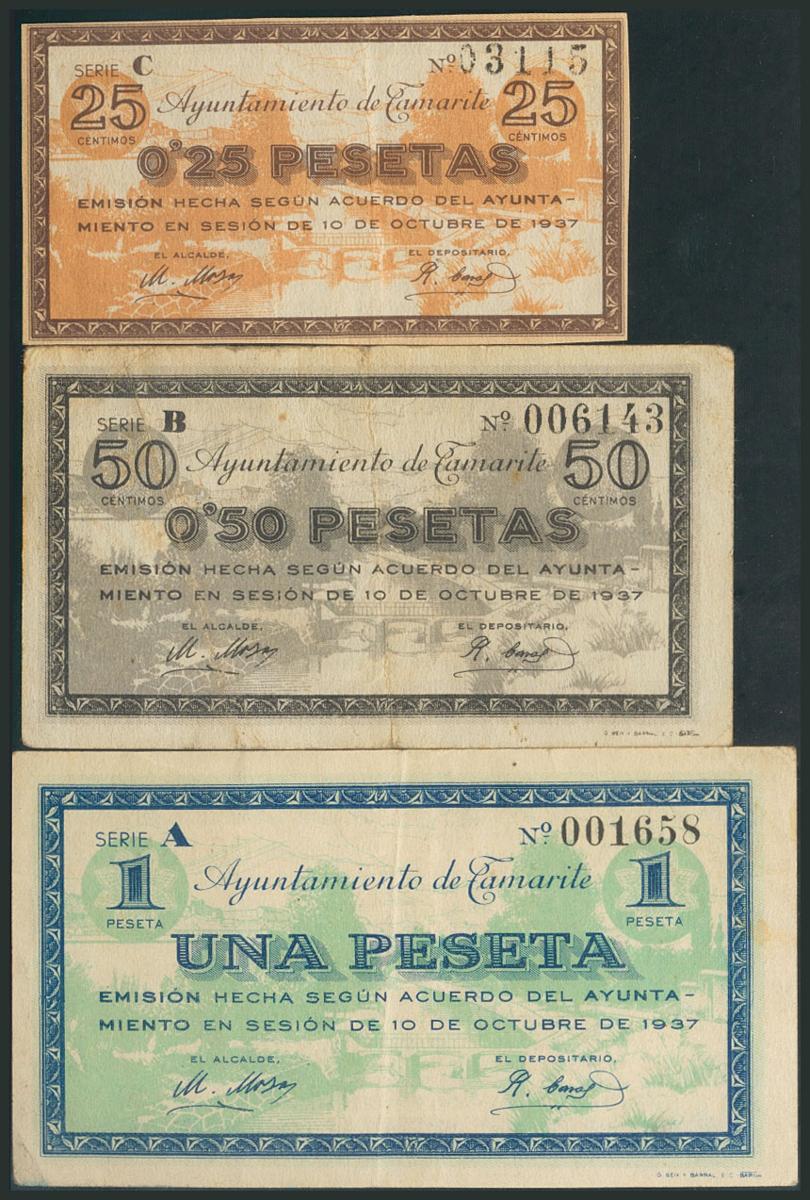 SERIE C Nº 03115
25 Ayuntamiento de Tamarite 25
CÉNTIMOS CÉNTIMOS
0'25 PESETAS
EMISIÓN HECHA SEGÚN ACUERDO DEL AYUNTA-
MIENTO EN SESIÓN DE 10 DE OCTUBRE DE 1937
EL ALCALDE, EL DEPOSITARIO,
M. Mosa R.
SERIE B Nº 006143
50 Ayuntamiento de Tamarite 50
CÉNTIMOS CÉNTIMOS
0'50 PESETAS
EMISIÓN HECHA SEGÚN ACUERDO DEL AYUNTA-
MIENTO EN SESIÓN DE 10 DE OCTUBRE DE 1937
EL ALCALDE, EL DEPOSITARIO,
M. Mosa R.
SERIE A Nº 001658
1 Ayuntamiento de Tamarite 1
PESETA PESETA
UNA PESETA
EMISIÓN HECHA SEGÚN ACUERDO DEL AYUNTA-
MIENTO EN SESIÓN DE 10 DE OCTUBRE DE 1937
EL ALCALDE, EL DEPOSITARIO,
M. Mosa R.